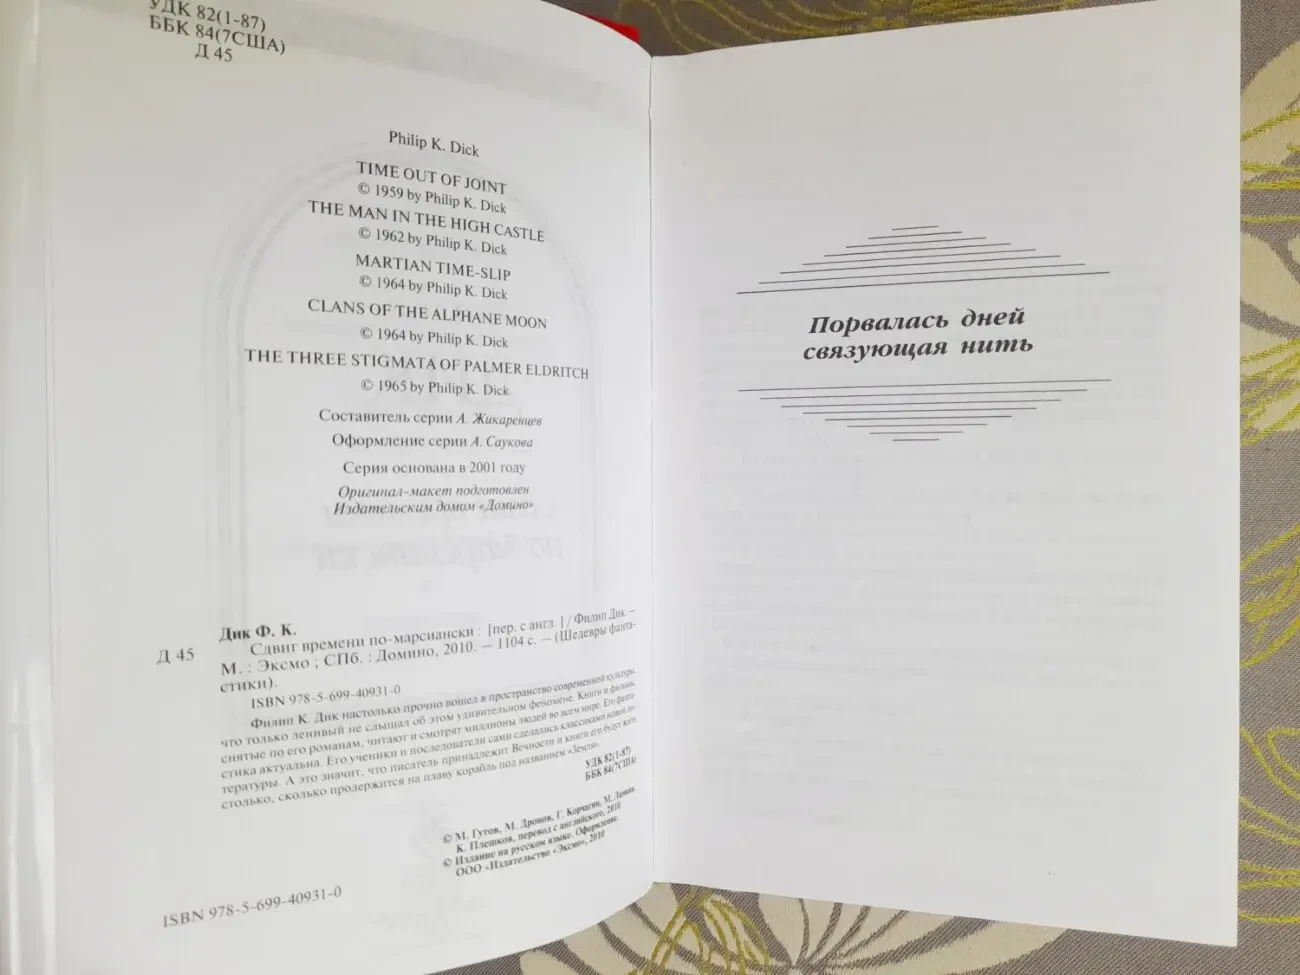 УДК 82(1-87)
ББК 84(7США)
Д 45
Philip K. Dick
TIME OUT OF JOINT
© 1959 by Philip K. Dick
THE MAN IN THE HIGH CASTLE
© 1962 by Philip K. Dick
MARTIAN TIME-SLIP
© 1964 by Philip K. Dick
CLANS OF THE ALPHANE MOON
© 1964 by Philip K. Dick
THE THREE STIGMATA OF PALMER ELDRITCH
© 1965 by Philip K. Dick
Составитель серии А. Жикаренцев
Оформление серии А. Саукова
Серия основана в 2001 году
Оригинал-макет подготовлен
Издательским домом «Домино»
Дик Ф. К.
Д 45
Сдвиг времени по-марсиански : [пер. с англ.] / Филип Дик. —
М. : Эксмо ; СПб. : Домино, 2010. — 1104 с. — (Шедевры фанта-
стики).
ISBN 978-5-699-40931-0
Филип К. Дик настолько прочно вошел в пространство современной культуры,
что только ленивый не слышал об этом удивительном феномене. Книги и фильмы,
снятые по его романам, читают и смотрят миллионы людей во всем мире. Его фанта-
стика актуальна. Его ученики и последователи сами сделались классиками новой ли-
тературы. А это значит, что писатель принадлежит Вечности и книги его будут жить
столько, сколько продержится на плаву корабль под названием «Земля».
УДК 82(1-87)
ББК 84(7США)
© М. Гутов, М. Дронов, Г. Корчагин, М.
К. Плешков, перевод с английского, 2010
© Издание на русском языке. Оформление.
ООО «Издательство «Эксмо», 2010
ISBN 978-5-699-40931-0
Порвалась дней
связующая нить